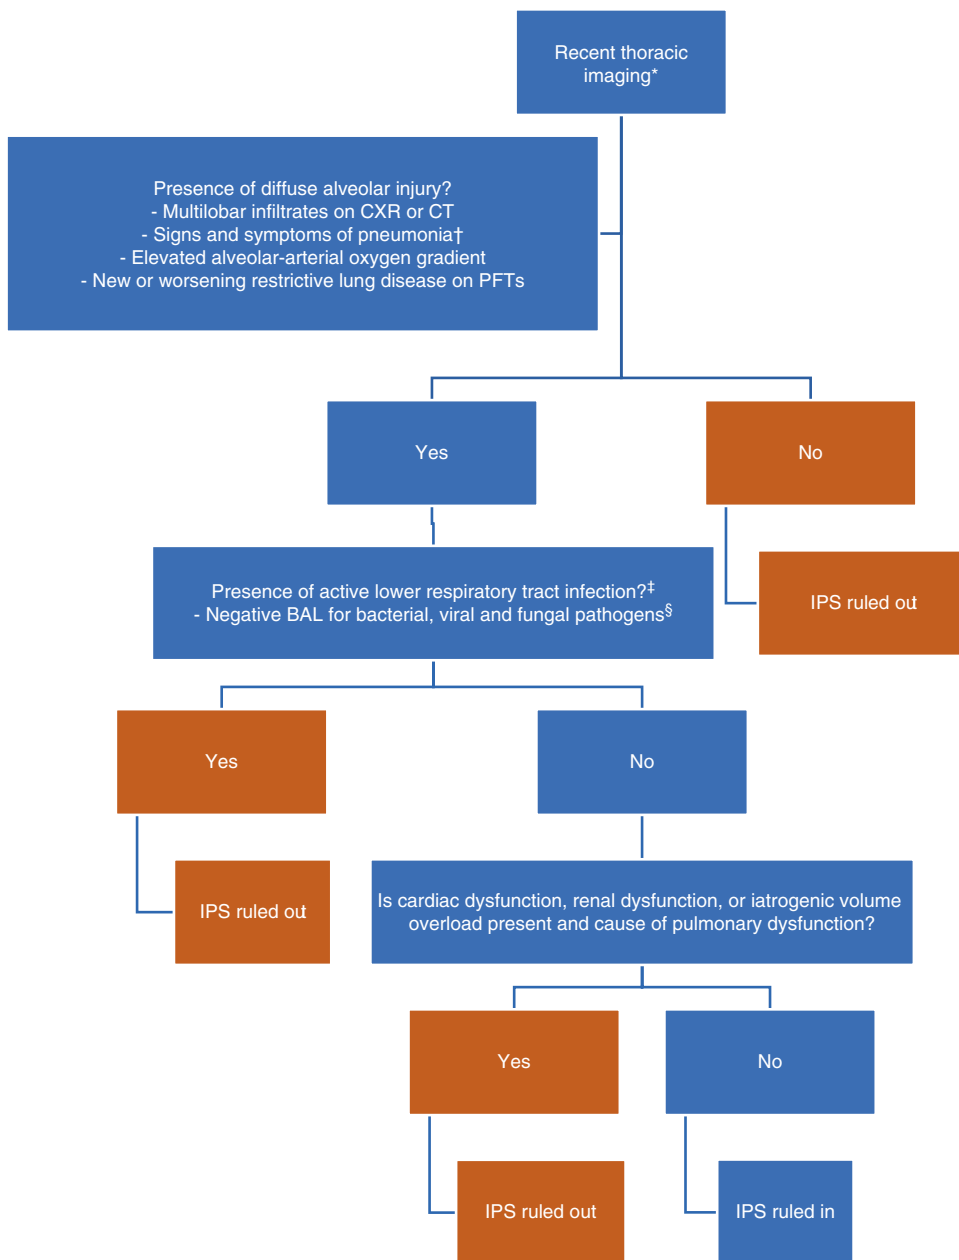 Recent thoracic
imaging*
Presence of diffuse alveolar injury?
- Multilobar infiltrates on CXR or CT
- Signs and symptoms of pneumonia†
- Elevated alveolar-arterial oxygen gradient
- New or worsening restrictive lung disease on PFTs
Yes
No
Presence of active lower respiratory tract infection?‡
- Negative BAL for bacterial, viral and fungal pathogens§
IPS ruled out
Yes
No
IPS ruled out
Is cardiac dysfunction, renal dysfunction, or iatrogenic volume
overload present and cause of pulmonary dysfunction?
Yes
No
IPS ruled out
IPS ruled in